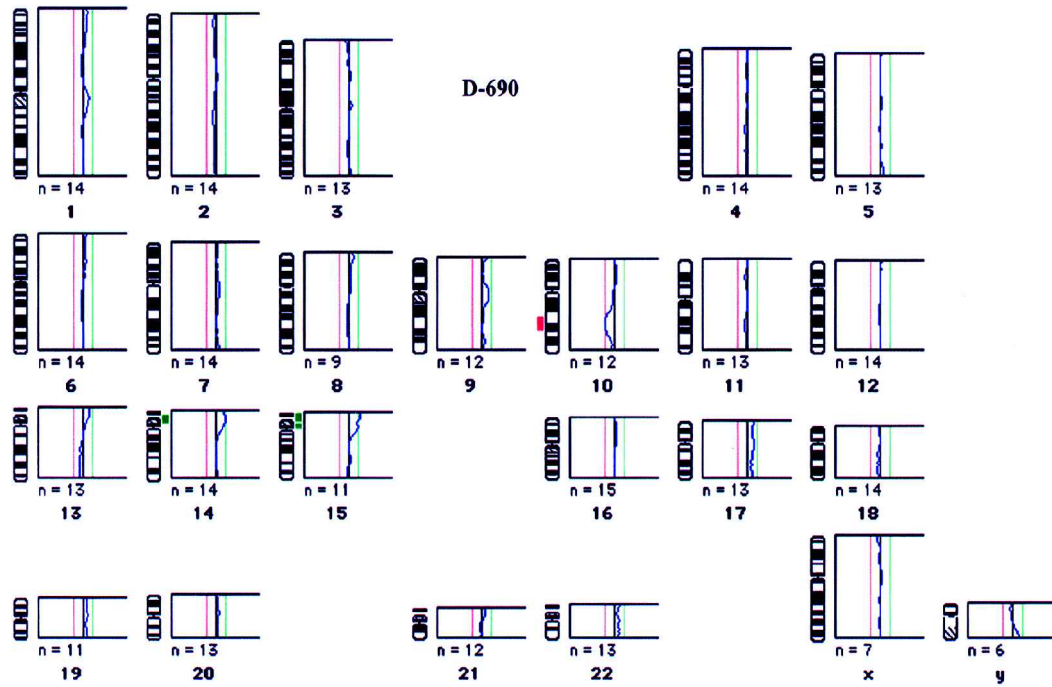 D-690
n = 14
1
n = 14
2
n = 13
3
n = 14
4
n = 13
5
n = 14
6
n = 14
7
n = 9
8
n = 12
9
n = 12
10
n = 13
11
n = 14
12
n = 13
13
n = 14
14
n = 11
15
n = 15
16
n = 13
17
n = 14
18
n = 11
19
n = 13
20
n = 12
21
n = 13
22
n = 7
x
n = 6
y